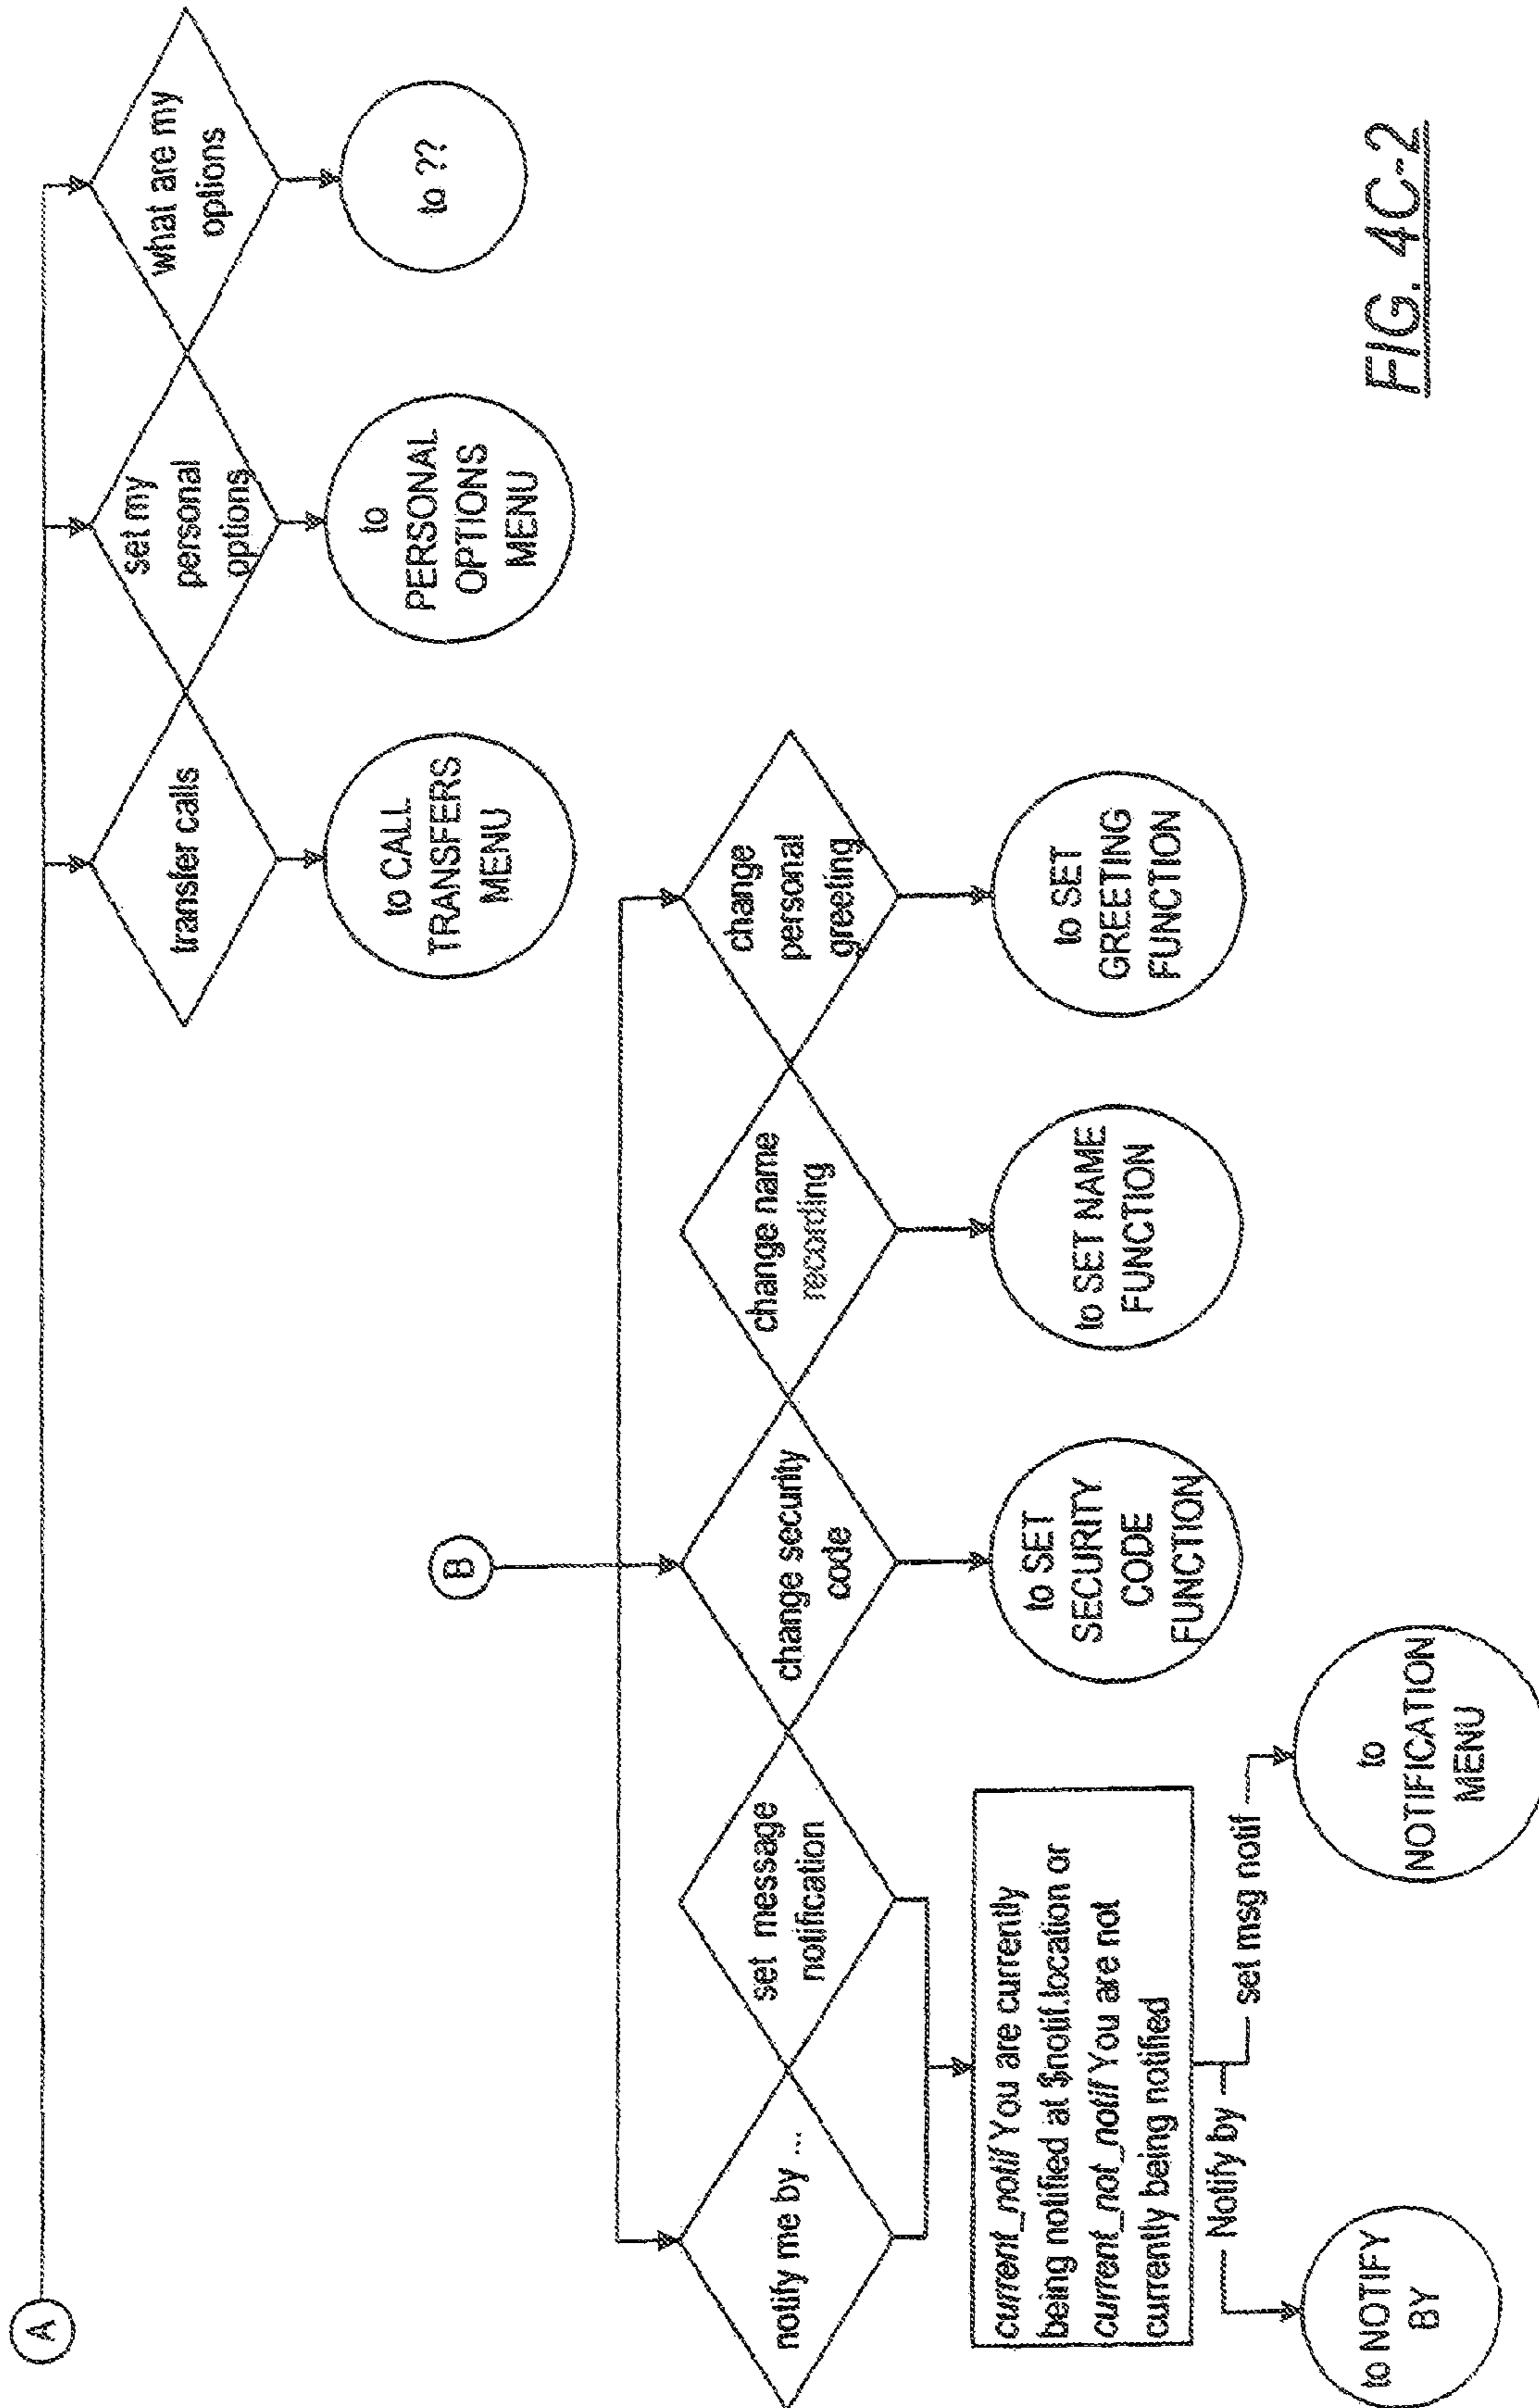 A
transfer calls
set my
personal
options
what are my
options
to CALL
TRANSFERS
MENU
to
PERSONAL
OPTIONS
MENU
to ??
B
notify me by ...
set message
notification
change security
code
change name
recording
change
personal
greeting
current_notif You are currently
being notified at $notif.location or
current_not_notif You are not
currently being notified
to SET
SECURITY
CODE
FUNCTION
to SET NAME
FUNCTION
to SET
GREETING
FUNCTION
Notify by
set msg notif
to NOTIFY
BY
to
NOTIFICATION
MENU
FIG. 4C-2